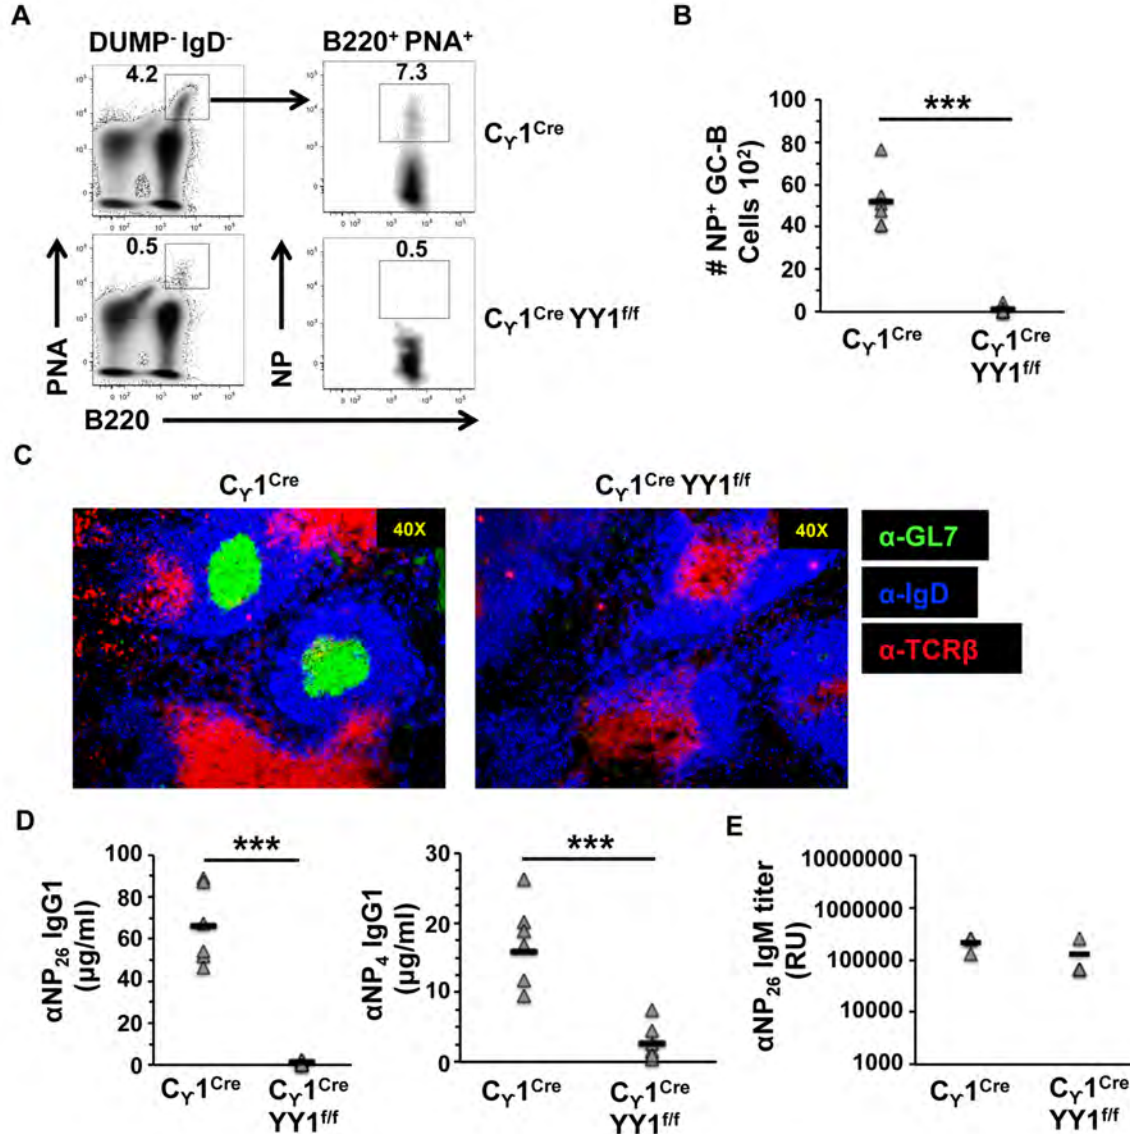 A
DUMP⁻ IgD⁻
B220⁺ PNA⁺
4.2
7.3
Cγ1ᶜʳᵉ
0.5
0.5
Cγ1ᶜʳᵉ YY1ᶠ/ᶠ
PNA
NP
B220
B
***
# NP⁺ GC-B
Cells 10²)
100
80
60
40
20
0
Cγ1ᶜʳᵉ
Cγ1ᶜʳᵉ
YY1ᶠ/ᶠ
C
Cγ1ᶜʳᵉ
Cγ1ᶜʳᵉ YY1ᶠ/ᶠ
40X
40X
α-GL7
α-IgD
α-TCRβ
D
***
αNP₂₆ IgG1
(μg/ml)
100
80
60
40
20
0
Cγ1ᶜʳᵉ
Cγ1ᶜʳᵉ
YY1ᶠ/ᶠ
***
αNP₄ IgG1
(μg/ml)
30
20
10
0
Cγ1ᶜʳᵉ
Cγ1ᶜʳᵉ
YY1ᶠ/ᶠ
E
αNP₂₆ IgM titer
(RU)
10000000
1000000
100000
10000
1000
Cγ1ᶜʳᵉ
Cγ1ᶜʳᵉ
YY1ᶠ/ᶠ